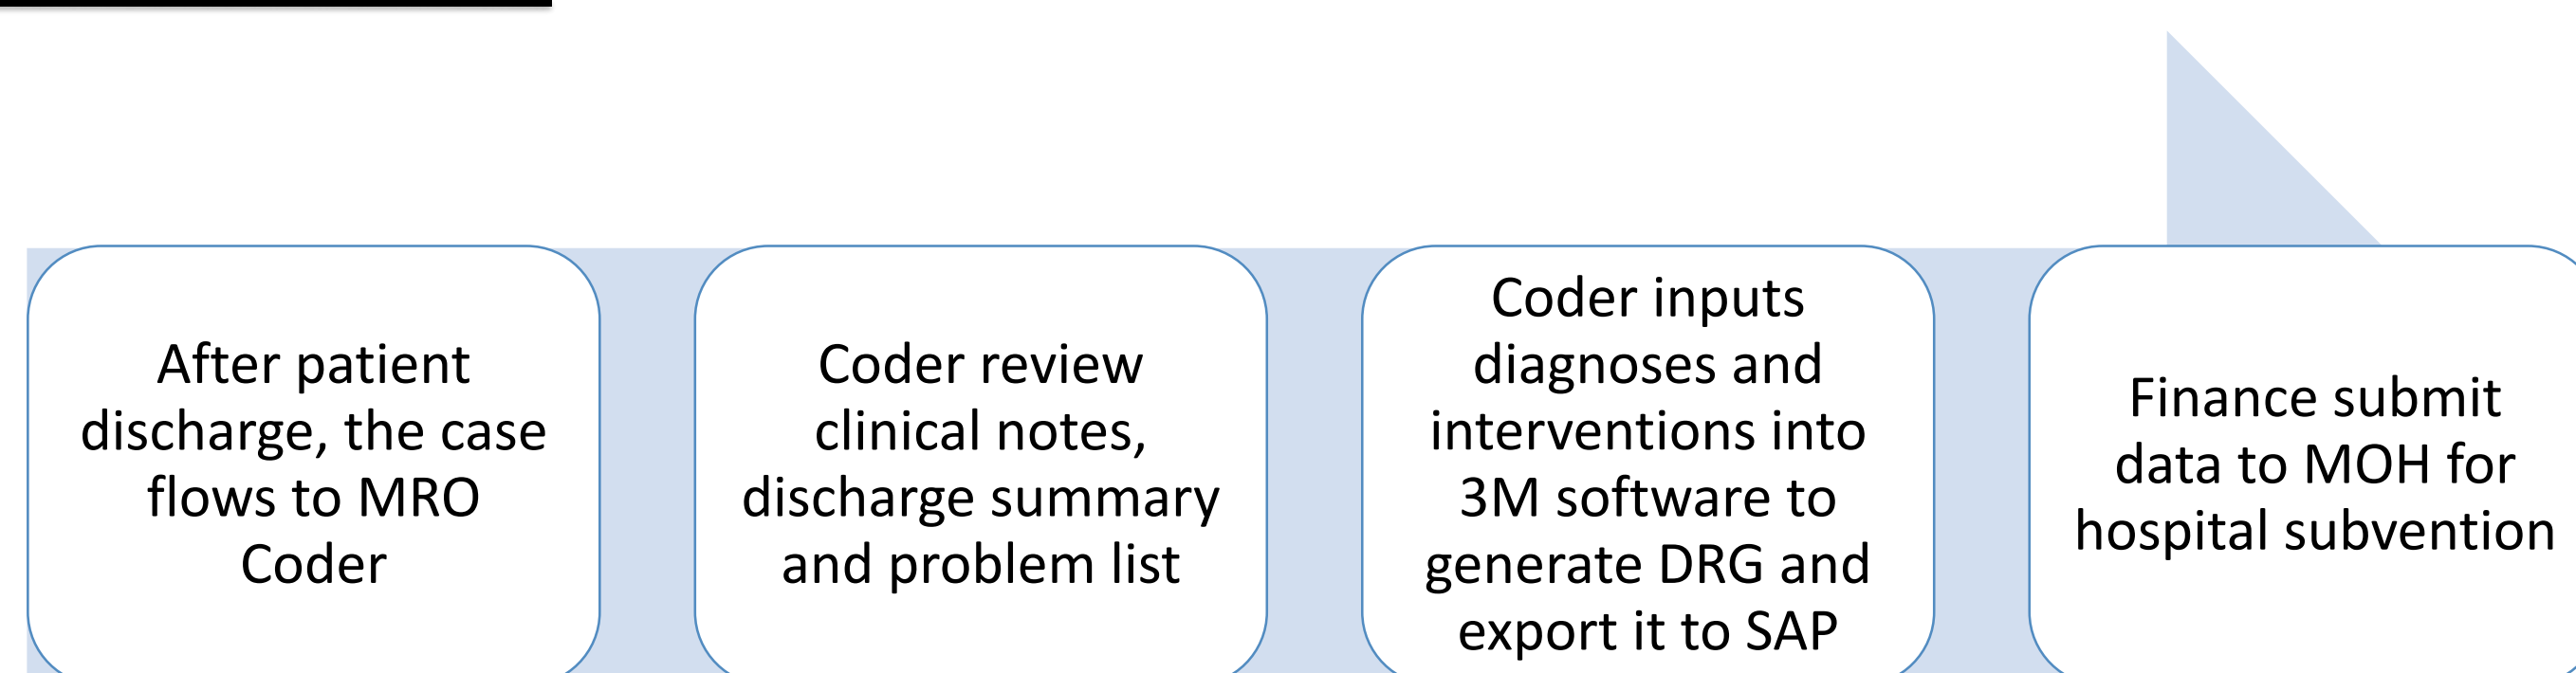 After patient
discharge, the case
flows to MRO
Coder
Coder review
clinical notes,
discharge summary
and problem list
Coder inputs
diagnoses and
interventions into
3M software to
generate DRG and
export it to SAP
Finance submit
data to MOH for
hospital subvention